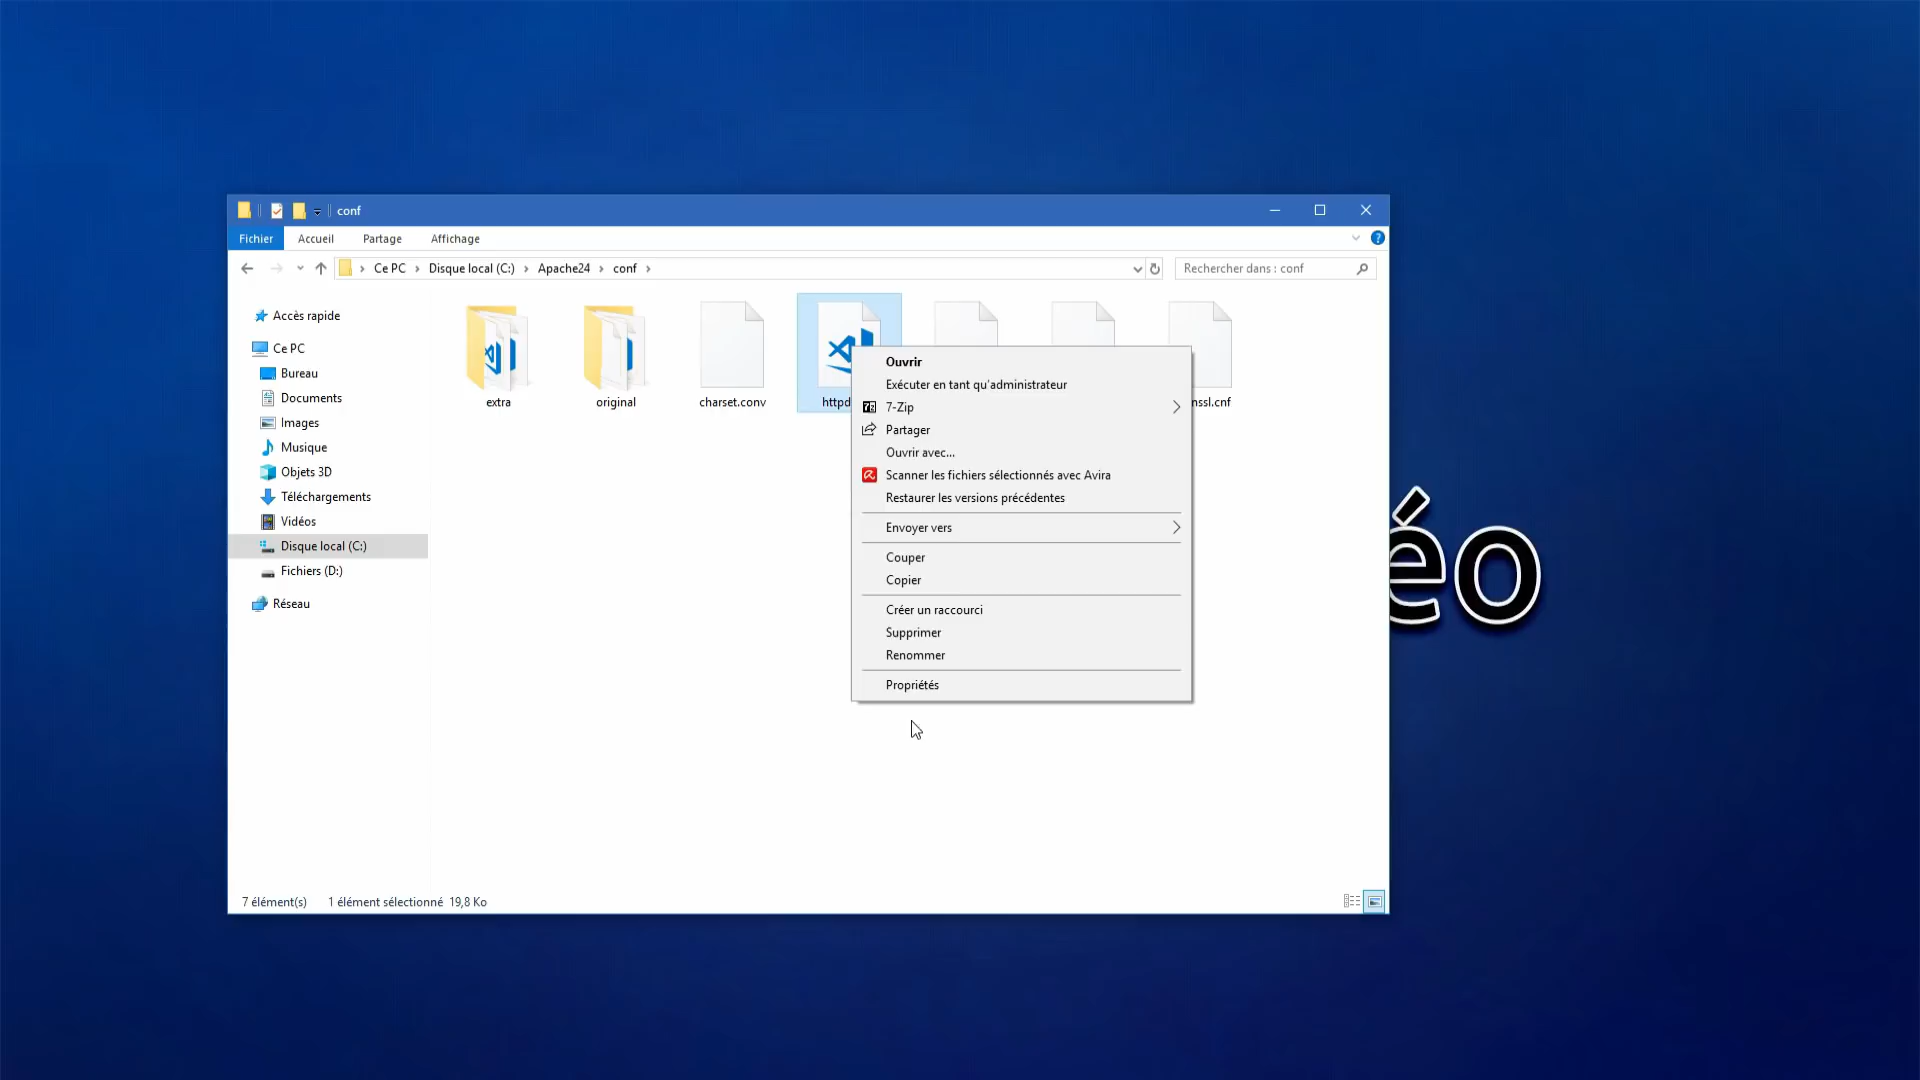 conf
Fichier Accueil Partage Affichage
Ce PC Disque local (C:) Apache24 conf
Rechercher dans : conf
Accès rapide
Ce PC
Bureau
Documents
Images
Musique
Objets 3D
Téléchargements
Vidéos
Disque local (C:)
Fichiers (D:)
Réseau
extra
original
charset.conv
httpd
nssl.cnf
Ouvrir
Exécuter en tant qu'administrateur
7-Zip
Partager
Ouvrir avec...
Scanner les fichiers sélectionnés avec Avira
Restaurer les versions précédentes
Envoyer vers
Couper
Copier
Créer un raccourci
Supprimer
Renommer
Propriétés
éo
7 élément(s) 1 élément sélectionné 19,8 Ko